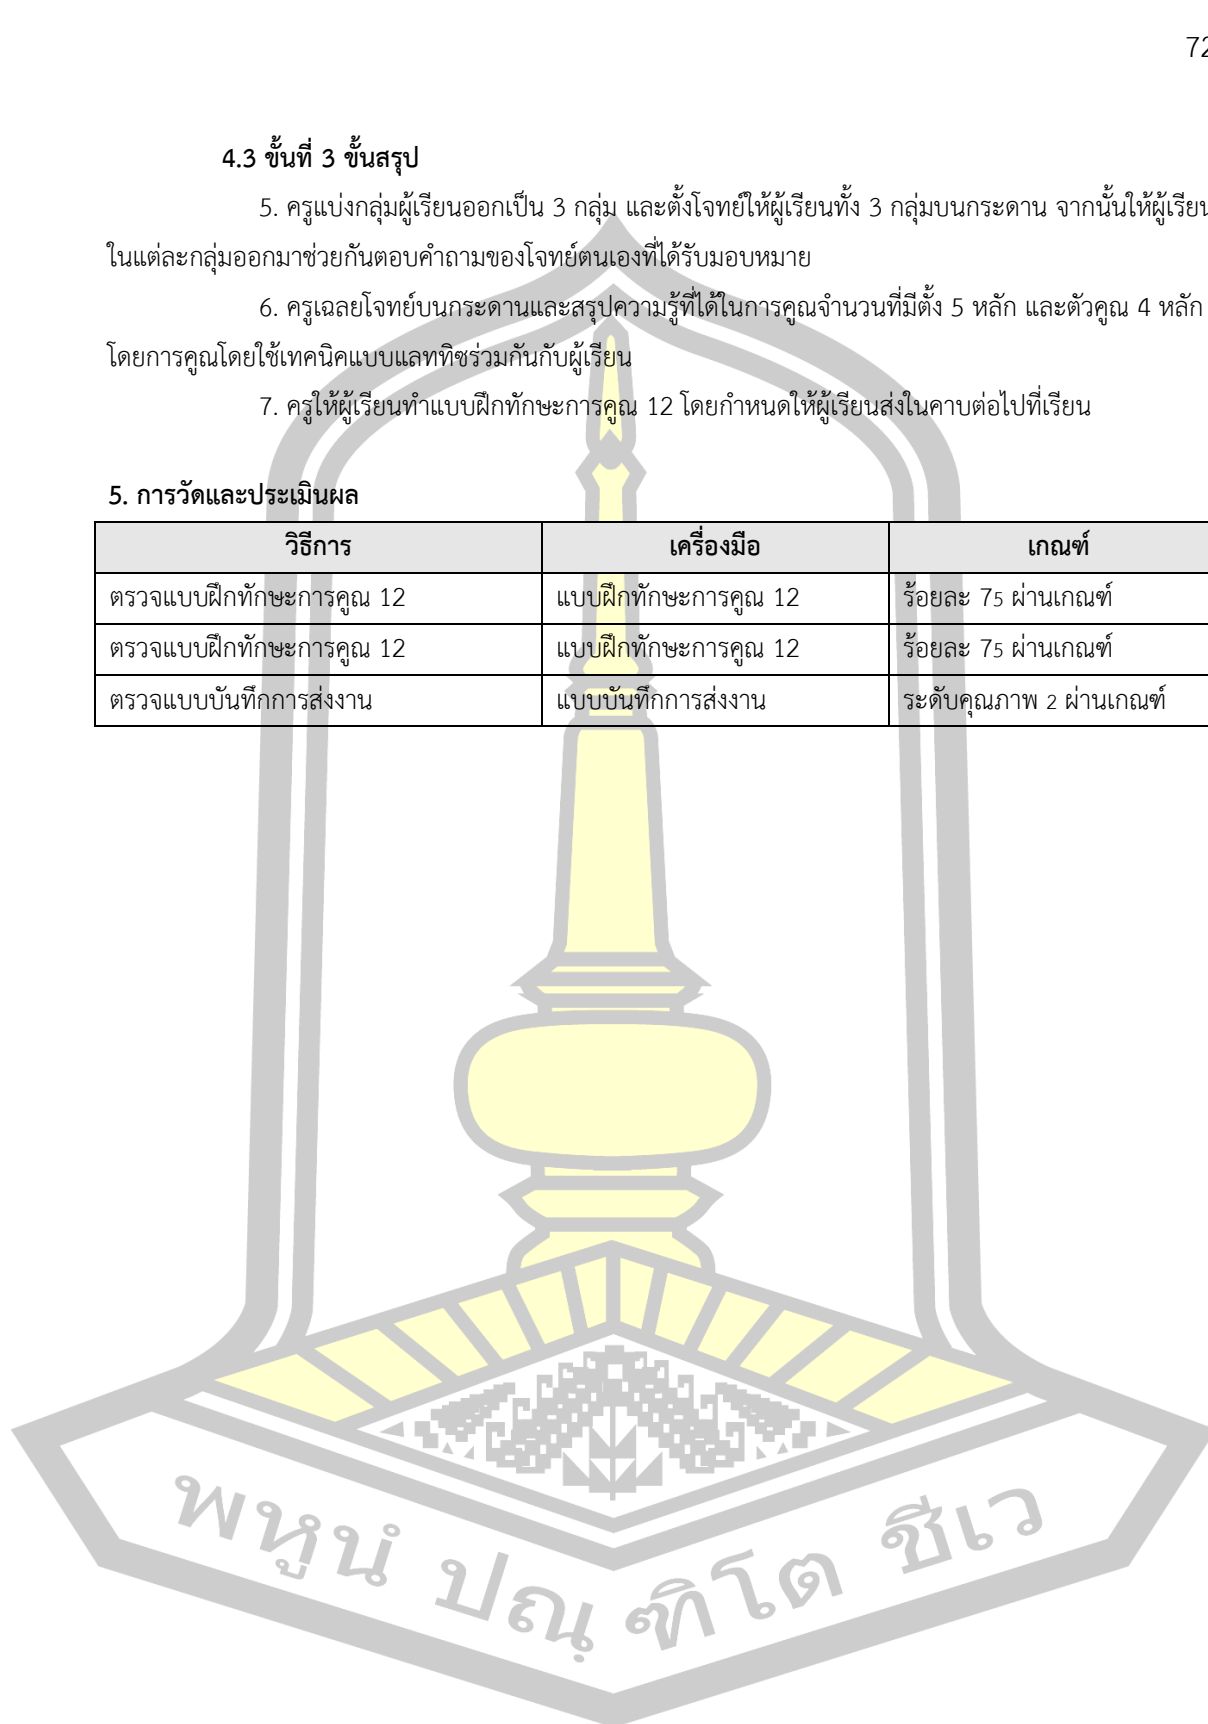 72
4.3 ขั้นที่ 3 ขั้นสรุป
5. ครูแบ่งกลุ่มผู้เรียนออกเป็น 3 กลุ่ม และตั้งโจทย์ให้ผู้เรียนทั้ง 3 กลุ่มบนกระดาน จากนั้นให้ผู้เรียน
ในแต่ละกลุ่มออกมาช่วยกันตอบคำถามของโจทย์ตนเองที่ได้รับมอบหมาย
6. ครูเฉลยโจทย์บนกระดานและสรุปความรู้ที่ได้ในการคูณจำนวนที่มีตั้ง 5 หลัก และตัวคูณ 4 หลัก
โดยการคูณโดยใช้เทคนิคแบบแลททิซร่วมกันกับผู้เรียน
7. ครูให้ผู้เรียนทำแบบฝึกทักษะการคูณ 12 โดยกำหนดให้ผู้เรียนส่งในคาบต่อไปที่เรียน
5. การวัดและประเมินผล
วิธีการ เครื่องมือ เกณฑ์
ตรวจแบบฝึกทักษะการคูณ 12 แบบฝึกทักษะการคูณ 12 ร้อยละ 75 ผ่านเกณฑ์
ตรวจแบบฝึกทักษะการคูณ 12 แบบฝึกทักษะการคูณ 12 ร้อยละ 75 ผ่านเกณฑ์
ตรวจแบบบันทึกการส่งงาน แบบบันทึกการส่งงาน ระดับคุณภาพ 2 ผ่านเกณฑ์
พหูนํ ปณฺฑิโต ชีเว